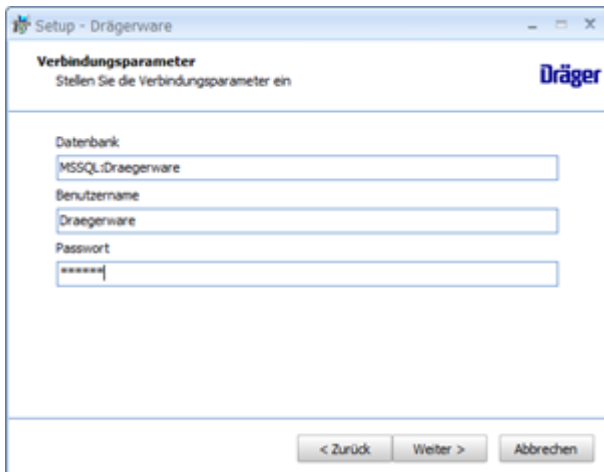 Setup - Drägerware
Verbindungsparameter
Stellen Sie die Verbindungsparameter ein
Dräger
Datenbank
MSSQL:Draegerware
Benutzername
Draegerware
Passwort
******
< Zurück Weiter > Abbrechen